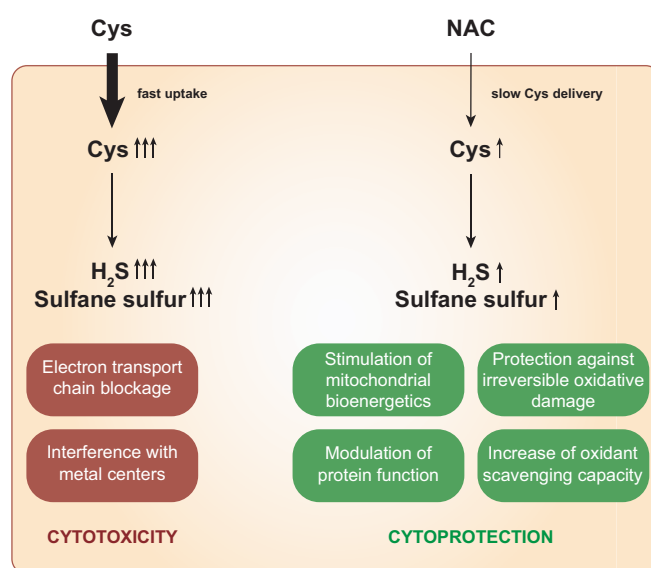 Cys
NAC
fast uptake
slow Cys delivery
Cys ↑↑↑
Cys ↑
H₂S ↑↑↑
Sulfane sulfur ↑↑↑
H₂S ↑
Sulfane sulfur ↑
Electron transport
chain blockage
Stimulation of
mitochondrial
bioenergetics
Protection against
irreversible oxidative
damage
Interference with
metal centers
Modulation of
protein function
Increase of oxidant
scavenging capacity
CYTOTOXICITY
CYTOPROTECTION